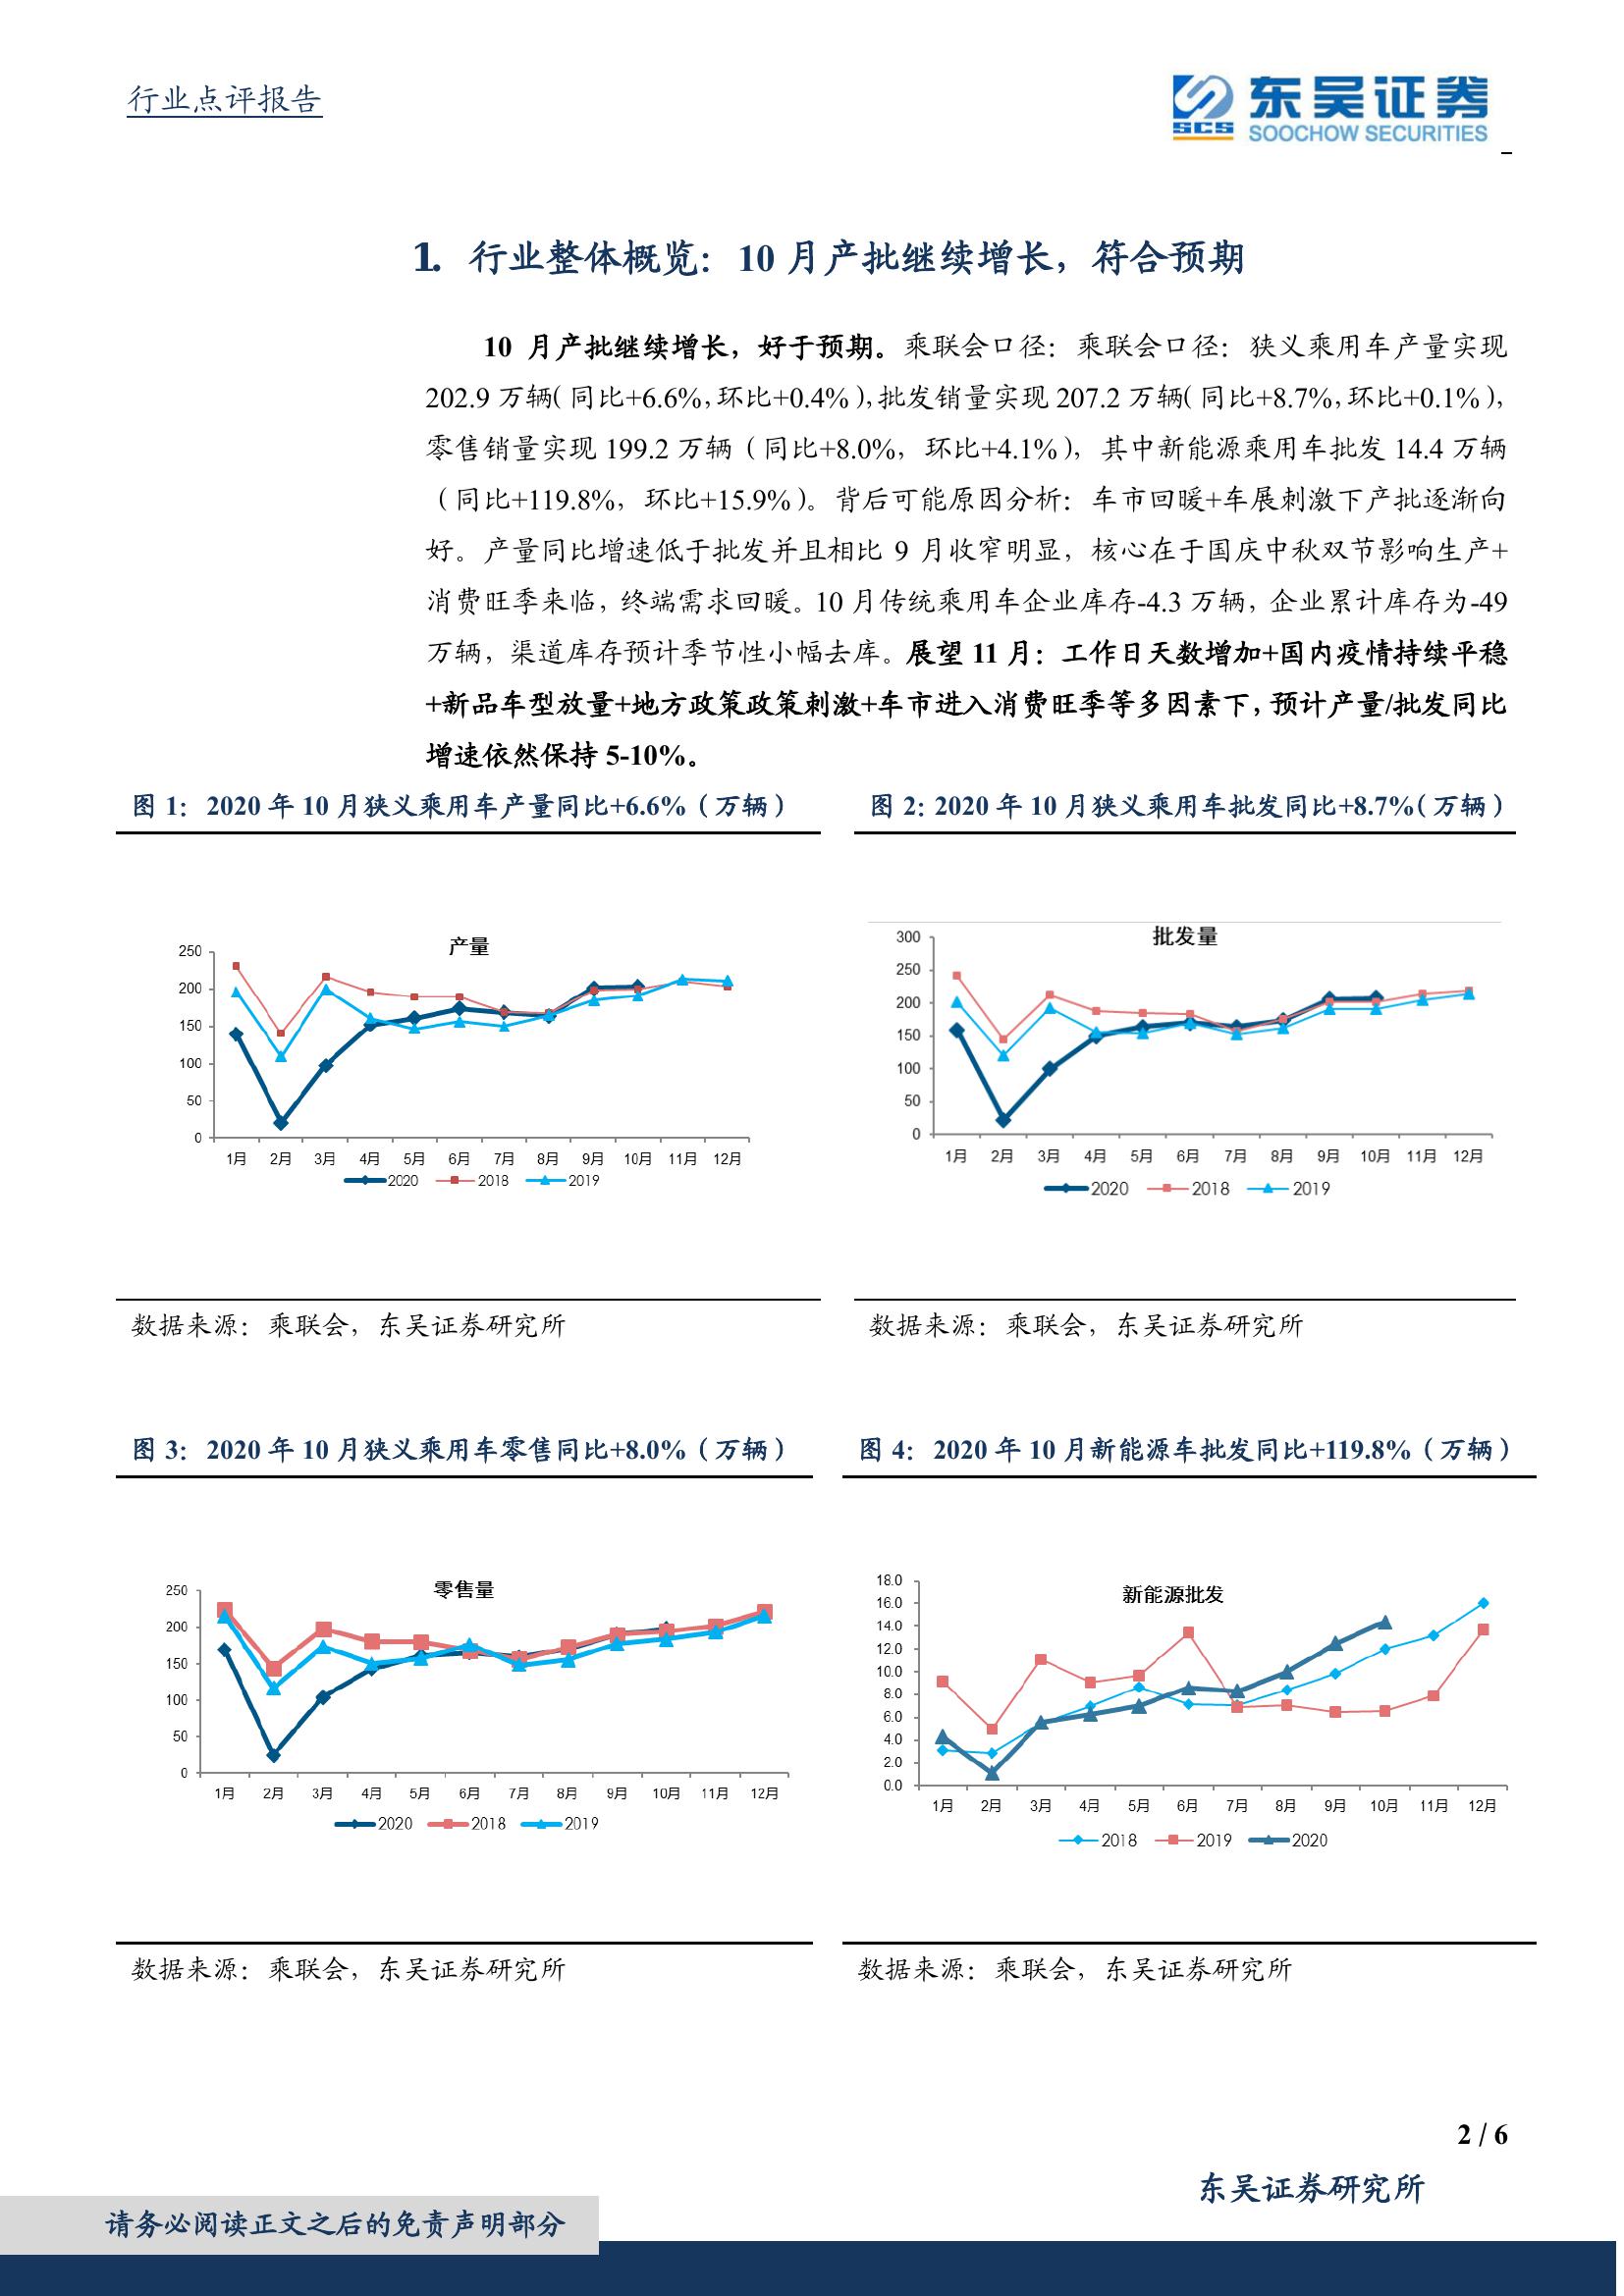 行业点评报告
东吴证券
SCS
SOOCHOW SECURITIES
1. 行业整体概览：10 月产批继续增长，符合预期
10 月产批继续增长，好于预期。乘联会口径：乘联会口径：狭义乘用车产量实现
202.9 万辆（同比+6.6%，环比+0.4%），批发销量实现 207.2 万辆（同比+8.7%，环比+0.1%），
零售销量实现 199.2 万辆（同比+8.0%，环比+4.1%），其中新能源乘用车批发 14.4 万辆
（同比+119.8%，环比+15.9%）。背后可能原因分析：车市回暖+车展刺激下产批逐渐向
好。产量同比增速低于批发并且相比 9 月收窄明显，核心在于国庆中秋双节影响生产+
消费旺季来临，终端需求回暖。10 月传统乘用车企业库存-4.3 万辆，企业累计库存为-49
万辆，渠道库存预计季节性小幅去库。展望 11 月：工作日天数增加+国内疫情持续平稳
+新品车型放量+地方政策政策刺激+车市进入消费旺季等多因素下，预计产量/批发同比
增速依然保持 5-10%。
图 1： 2020 年 10 月狭义乘用车产量同比+6.6%（万辆）
产量
250
200
150
100
50
0
1月 2月 3月 4月 5月 6月 7月 8月 9月 10月 11月 12月
2020 2018 2019
数据来源：乘联会，东吴证券研究所
图 2：2020 年 10 月狭义乘用车批发同比+8.7%（万辆）
批发量
300
250
200
150
100
50
0
1月 2月 3月 4月 5月 6月 7月 8月 9月 10月 11月 12月
2020 2018 2019
数据来源：乘联会，东吴证券研究所
图 3： 2020 年 10 月狭义乘用车零售同比+8.0%（万辆）
零售量
250
200
150
100
50
0
1月 2月 3月 4月 5月 6月 7月 8月 9月 10月 11月 12月
2020 2018 2019
数据来源：乘联会，东吴证券研究所
图 4： 2020 年 10 月新能源车批发同比+119.8%（万辆）
新能源批发
18.0
16.0
14.0
12.0
10.0
8.0
6.0
4.0
2.0
0.0
1月 2月 3月 4月 5月 6月 7月 8月 9月 10月 11月 12月
2018 2019 2020
数据来源：乘联会，东吴证券研究所
2 / 6
东吴证券研究所
请务必阅读正文之后的免责声明部分